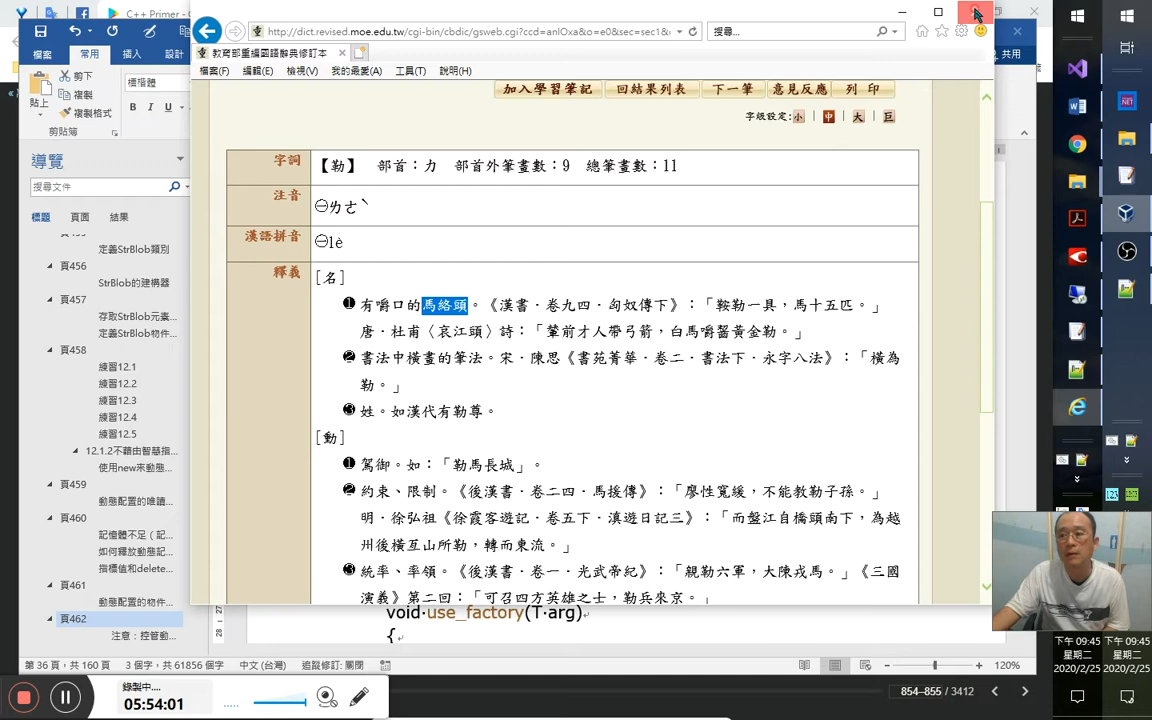 C++ Primer
檔案
常用
插入
設計
共用
貼上
剪下
複製
複製格式
剪貼簿
楷楷體
B I U
導覽
搜尋文件
標題 頁面 結果
定義StrBlob類別
頁456
StrBlob的建構器
頁457
存取StrBlob元素...
定義StrBlob物件...
頁458
練習12.1
練習12.2
練習12.3
練習12.4
練習12.5
12.1.2不藉由智慧指...
使用new來動態...
頁459
動態配置的唯讀...
頁460
記憶體不足（記...
如何釋放動態記...
指標值和delete...
頁461
動態配置的物件...
頁462
注意：控管動...
http://dict.revised.moe.edu.tw/cgi-bin/cbdic/gsweb.cgi?ccd=anIOxa&o=e0&sec=sec1&
搜尋...
教育部重編國語辭典修訂本
檔案(F) 編輯(E) 檢視(V) 我的最愛(A) 工具(T) 說明(H)
加入學習筆記 回結果列表 下一筆 意見反應 列 印
字級設定：小 | 中 | 大 | 巨
字詞 【勒】 部首：力 部首外筆畫數：9 總筆畫數：11
注音 ㊀ㄌㄜˋ
漢語拼音 ㊀lè
釋義 [名]
❶有嚼口的馬絡頭。《漢書．卷九四．匈奴傳下》：「鞍勒一具，馬十五匹。」
唐．杜甫〈哀江頭〉詩：「輦前才人帶弓箭，白馬嚼齧黃金勒。」
❷書法中橫畫的筆法。宋．陳思《書苑菁華．卷二．書法下．永字八法》：「橫為
勒。」
❸姓。如漢代有勒尊。
[動]
❶駕御。如：「勒馬長城」。
❷約束、限制。《後漢書．卷二四．馬援傳》：「廖性寬緩，不能教勒子孫。」
明．徐弘祖《徐霞客遊記．卷五下．滇遊日記三》：「而盤江自橋頭南下，為越
州後橫亙山所勒，轉而東流。」
❸統率、率領。《後漢書．卷一．光武帝紀》：「親勒六軍，大陳戎馬。」《三國
演義》第二回：「可召四方英雄之士，勒兵來京。」
void·use_factory(T·arg)
{
27
28
第 36 頁，共 160 頁 3 個字，共 61856 個字 中文 (台灣) 追蹤修訂: 關閉
120%
錄製中...
05:54:01
854–855 / 3412
下午 09:45
星期二
2020/2/25
下午 09:45
星期二
2020/2/25